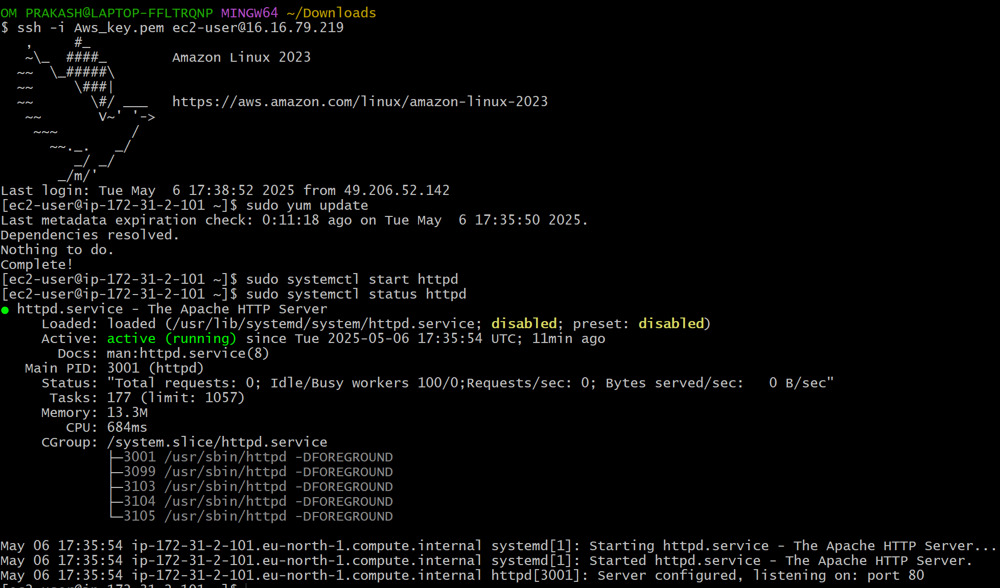 OM PRAKASH@LAPTOP-FFLTRQNP MINGW64 ~/Downloads
$ ssh -i Aws_key.pem ec2-user@16.16.79.219
   ,     #_
   ~\_  ####_        Amazon Linux 2023
  ~~  \_#####\
  ~~     \###|
  ~~       \#/ ___   https://aws.amazon.com/linux/amazon-linux-2023
   ~~       V~' '->
    ~~~         /
      ~~._.   _/
         _/ _/
       _/m/'
Last login: Tue May  6 17:38:52 2025 from 49.206.52.142
[ec2-user@ip-172-31-2-101 ~]$ sudo yum update
Last metadata expiration check: 0:11:18 ago on Tue May  6 17:35:50 2025.
Dependencies resolved.
Nothing to do.
Complete!
[ec2-user@ip-172-31-2-101 ~]$ sudo systemctl start httpd
[ec2-user@ip-172-31-2-101 ~]$ sudo systemctl status httpd
● httpd.service - The Apache HTTP Server
     Loaded: loaded (/usr/lib/systemd/system/httpd.service; disabled; preset: disabled)
     Active: active (running) since Tue 2025-05-06 17:35:54 UTC; 11min ago
       Docs: man:httpd.service(8)
   Main PID: 3001 (httpd)
     Status: "Total requests: 0; Idle/Busy workers 100/0;Requests/sec: 0; Bytes served/sec:   0 B/sec"
      Tasks: 177 (limit: 1057)
     Memory: 13.3M
        CPU: 684ms
     CGroup: /system.slice/httpd.service
             ├─3001 /usr/sbin/httpd -DFOREGROUND
             ├─3099 /usr/sbin/httpd -DFOREGROUND
             ├─3103 /usr/sbin/httpd -DFOREGROUND
             ├─3104 /usr/sbin/httpd -DFOREGROUND
             └─3105 /usr/sbin/httpd -DFOREGROUND

May 06 17:35:54 ip-172-31-2-101.eu-north-1.compute.internal systemd[1]: Starting httpd.service - The Apache HTTP Server...
May 06 17:35:54 ip-172-31-2-101.eu-north-1.compute.internal systemd[1]: Started httpd.service - The Apache HTTP Server.
May 06 17:35:54 ip-172-31-2-101.eu-north-1.compute.internal httpd[3001]: Server configured, listening on: port 80
[ec2-user@ip-172-31-2-101 ~]$